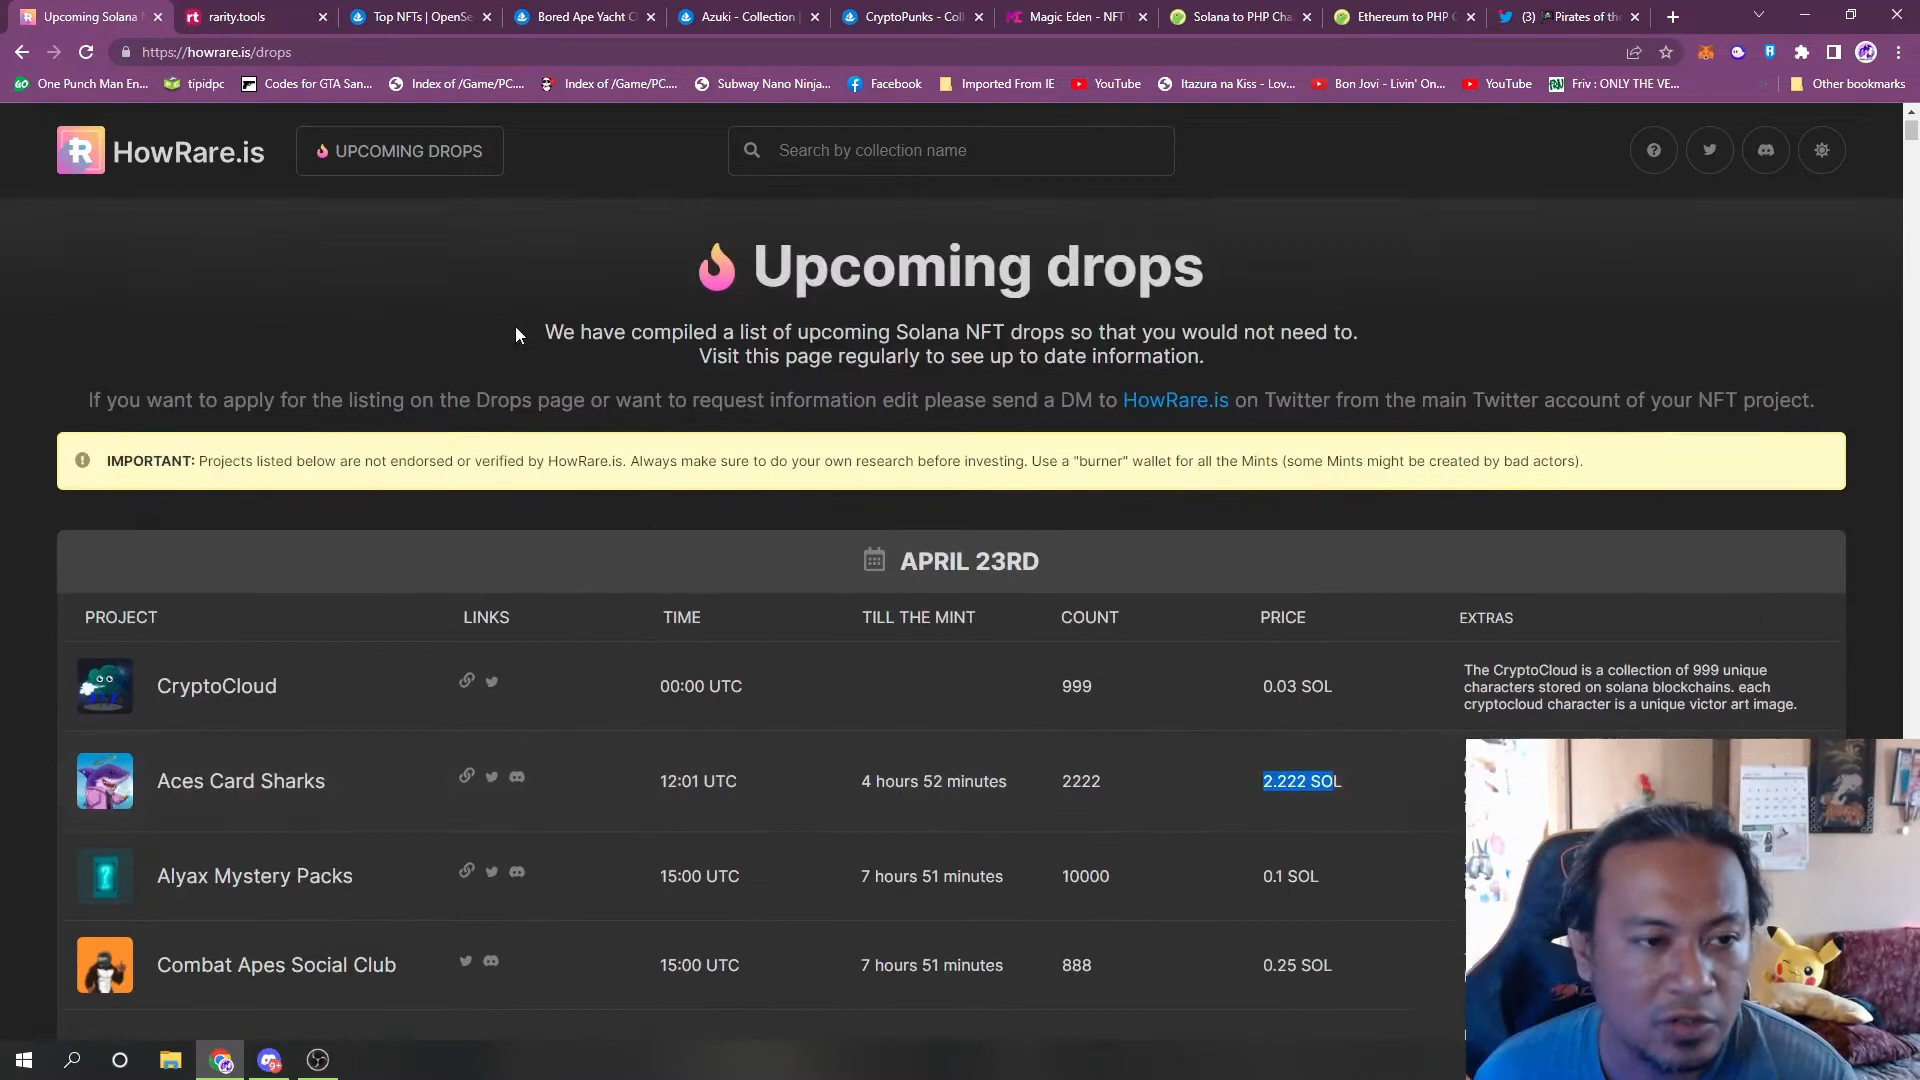 Upcoming Solana
rarity.tools
Top NFTs | OpenSe
Bored Ape Yacht C
Azuki - Collection |
CryptoPunks - Coll
Magic Eden - NFT
Solana to PHP Cha
Ethereum to PHP C
(3) Pirates of th
https://howrare.is/drops
One Punch Man En...
tipidpc
Codes for GTA San...
Index of /Game/PC....
Index of /Game/PC....
Subway Nano Ninja...
Facebook
Imported From IE
YouTube
Itazura na Kiss - Lov...
Bon Jovi - Livin' On...
YouTube
Friv : ONLY THE VE...
Other bookmarks
HowRare.is
UPCOMING DROPS
Search by collection name
Upcoming drops
We have compiled a list of upcoming Solana NFT drops so that you would not need to.
Visit this page regularly to see up to date information.
If you want to apply for the listing on the Drops page or want to request information edit please send a DM to HowRare.is on Twitter from the main Twitter account of your NFT project.
IMPORTANT: Projects listed below are not endorsed or verified by HowRare.is. Always make sure to do your own research before investing. Use a "burner" wallet for all the Mints (some Mints might be created by bad actors).
APRIL 23RD
PROJECT LINKS TIME TILL THE MINT COUNT PRICE EXTRAS
CryptoCloud 00:00 UTC 999 0.03 SOL
The CryptoCloud is a collection of 999 unique
characters stored on solana blockchains. each
cryptocloud character is a unique victor art image.
Aces Card Sharks 12:01 UTC 4 hours 52 minutes 2222 2.222 SOL
Alyax Mystery Packs 15:00 UTC 7 hours 51 minutes 10000 0.1 SOL
Combat Apes Social Club 15:00 UTC 7 hours 51 minutes 888 0.25 SOL
9+